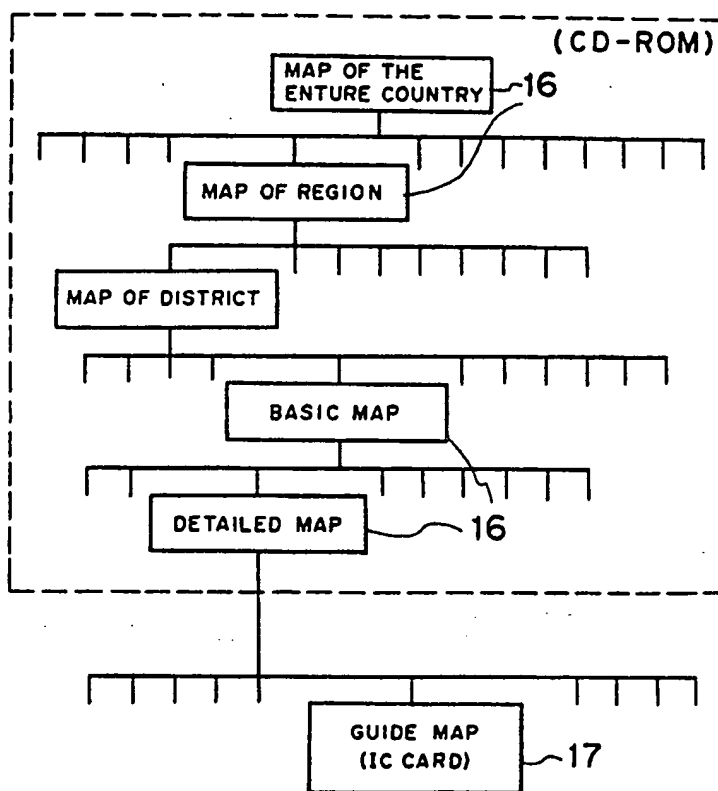 (CD-ROM)
MAP OF THE
ENTURE COUNTRY
16
MAP OF REGION
MAP OF DISTRICT
BASIC MAP
16
DETAILED MAP
16
GUIDE MAP
(IC CARD)
17